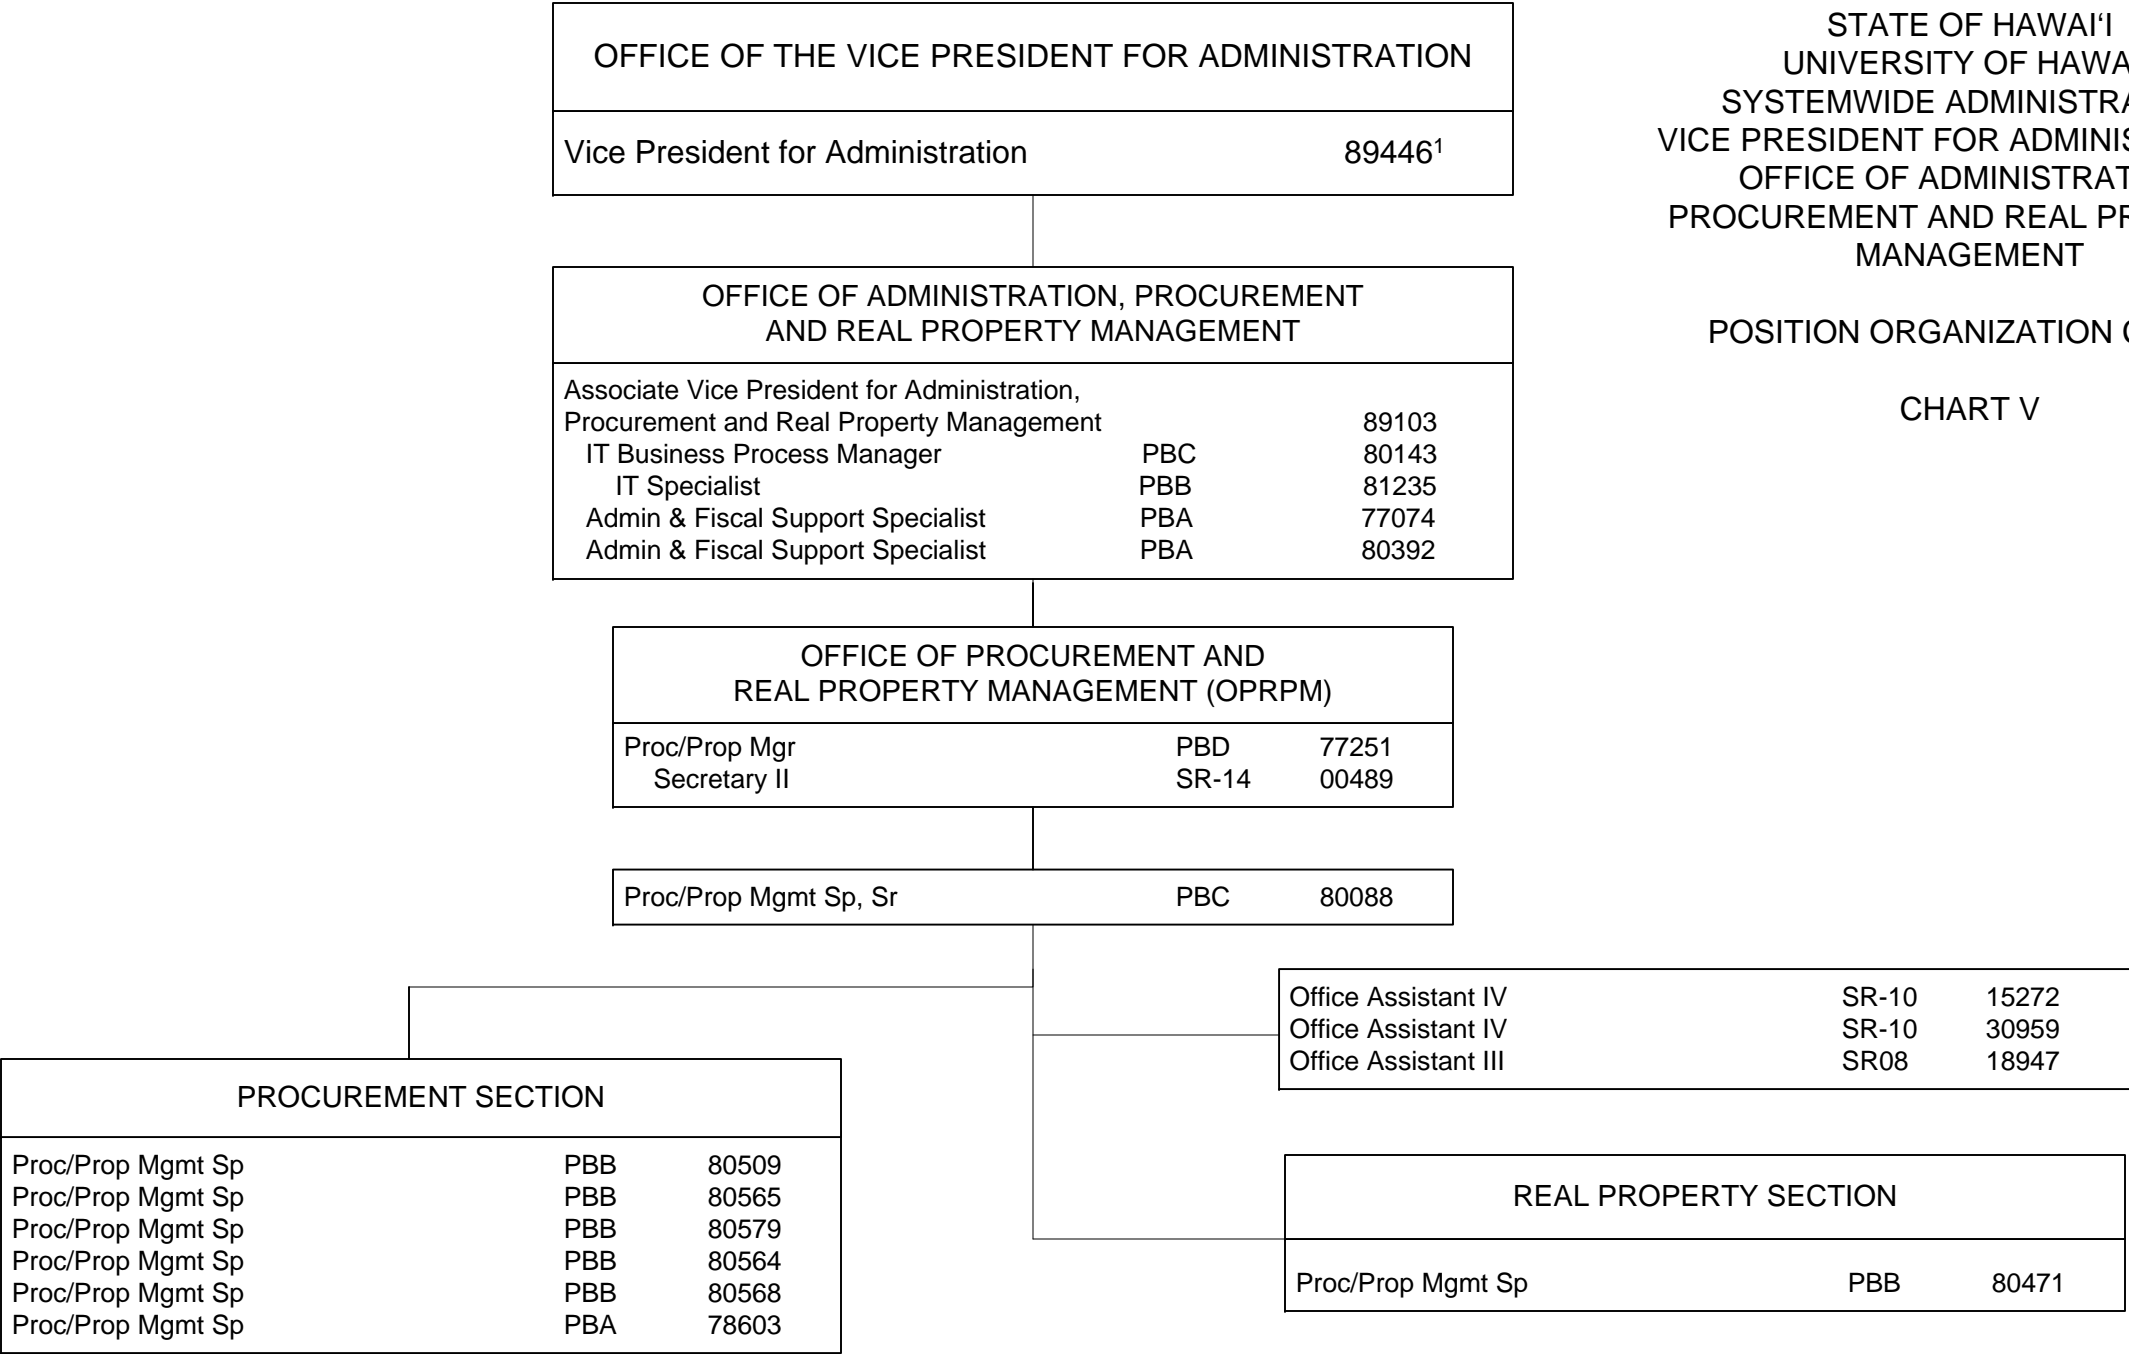 OFFICE OF THE VICE PRESIDENT FOR ADMINISTRATION
Vice President for Administration 89446¹
STATE OF HAWAIʻI
UNIVERSITY OF
SYSTEMWIDE
VICE PRESIDENT FOR
OFFICE OF
PROCUREMENT AND REAL
MANAGEMENT
POSITION ORGANIZATION
CHART V
OFFICE OF ADMINISTRATION, PROCUREMENT
AND REAL PROPERTY MANAGEMENT
Associate Vice President for Administration,
Procurement and Real Property Management 89103
IT Business Process Manager PBC 80143
IT Specialist PBB 81235
Admin & Fiscal Support Specialist PBA 77074
Admin & Fiscal Support Specialist PBA 80392
OFFICE OF PROCUREMENT AND
REAL PROPERTY MANAGEMENT (OPRPM)
Proc/Prop Mgr PBD 77251
Secretary II SR-14 00489
Proc/Prop Mgmt Sp, Sr PBC 80088
Office Assistant IV SR-10 15272
Office Assistant IV SR-10 30959
Office Assistant III SR08 18947
PROCUREMENT SECTION
Proc/Prop Mgmt Sp PBB 80509
Proc/Prop Mgmt Sp PBB 80565
Proc/Prop Mgmt Sp PBB 80579
Proc/Prop Mgmt Sp PBB 80564
Proc/Prop Mgmt Sp PBB 80568
Proc/Prop Mgmt Sp PBA 78603
REAL PROPERTY SECTION
Proc/Prop Mgmt Sp PBB 80471